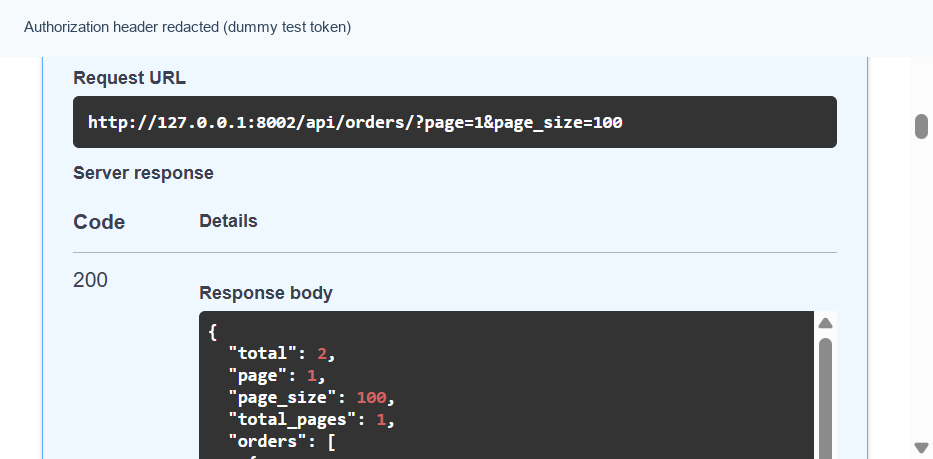 Authorization header redacted (dummy test token)
Request URL
http://127.0.0.1:8002/api/orders/?page=1&page_size=100
Server response
Code Details
200
Response body
{
"total": 2,
"page": 1,
"page_size": 100,
"total_pages": 1,
"orders": [